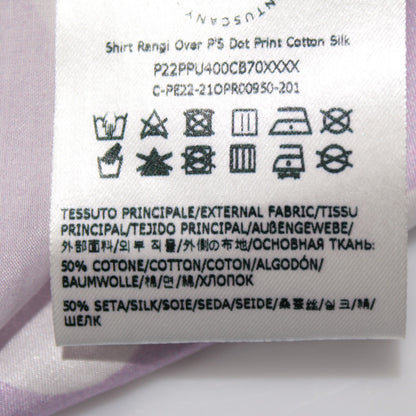 INTUSCANY
Shirt Rangi Over P'S Dot Print Cotton Silk
P22PPU400CB70XXXX
C-PE22-21OPR00950-201
TESSUTO PRINCIPALE/EXTERNAL FABRIC/TISSU
PRINCIPAL/TEJIDO PRINCIPAL/AUßENGEWEBE/
外部面料/외부 직물/外側の布地/ОСНОВНАЯ ТКАНЬ:
50% COTONE/COTTON/COTON/ALGODÓN/
BAUMWOLLE/棉/면/綿/ХЛОПОК
50% SETA/SILK/SOIE/SEDA/SEIDE/桑蚕丝/실크/絹/
ШЁЛК